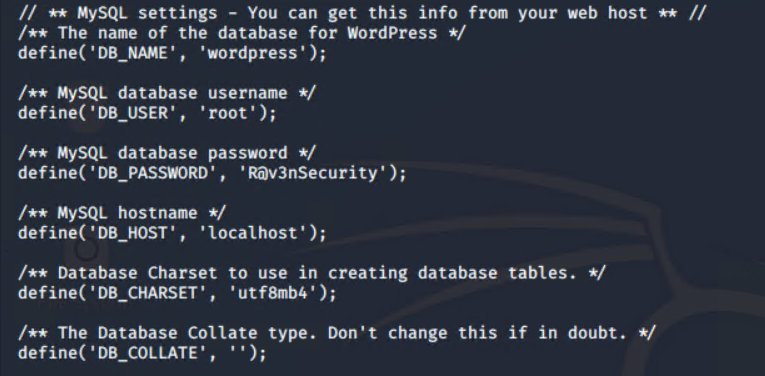 // ** MySQL settings - You can get this info from your web host ** //
/** The name of the database for WordPress */
define('DB_NAME', 'wordpress');
/** MySQL database username */
define('DB_USER', 'root');
/** MySQL database password */
define('DB_PASSWORD', 'R@v3nSecurity');
/** MySQL hostname */
define('DB_HOST', 'localhost');
/** Database Charset to use in creating database tables. */
define('DB_CHARSET', 'utf8mb4');
/** The Database Collate type. Don't change this if in doubt. */
define('DB_COLLATE', '');